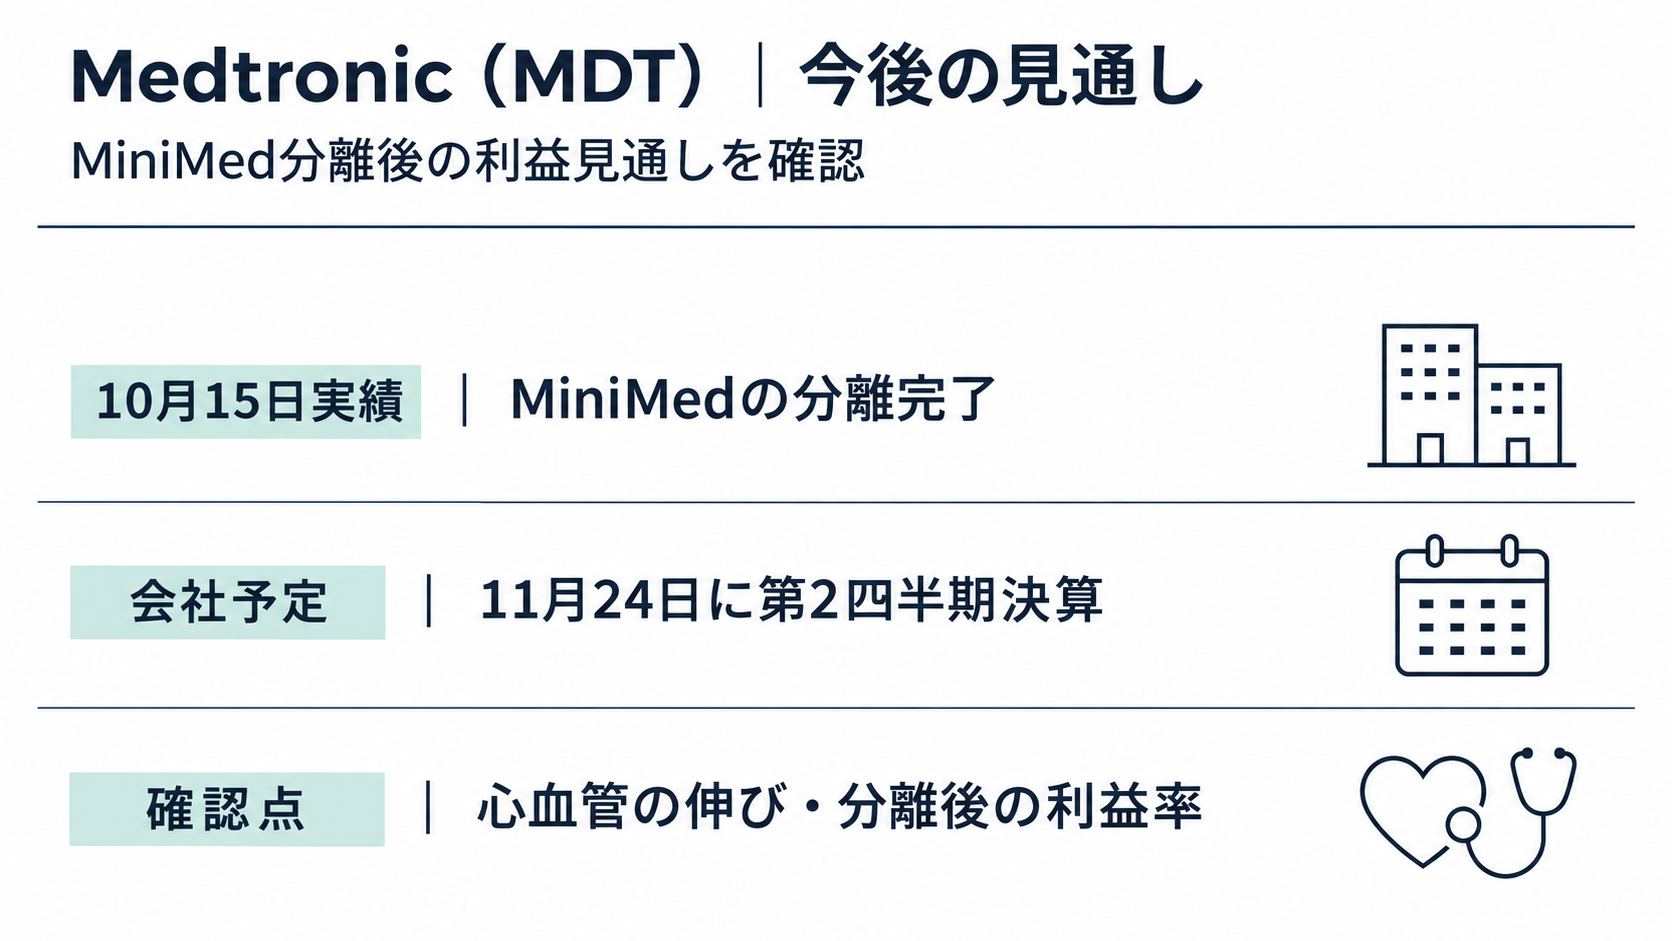 Medtronic（MDT）｜今後の見通し
MiniMed分離後の利益見通しを確認
10月15日実績｜MiniMedの分離完了
会社予定｜11月24日に第2四半期決算
確認点｜心血管の伸び・分離後の利益率